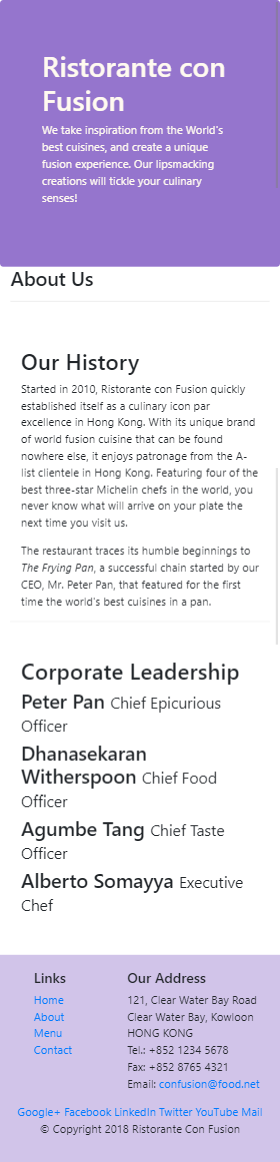 Ristorante con
Fusion
We take inspiration from the World's
best cuisines, and create a unique
fusion experience. Our lipsmacking
creations will tickle your culinary
senses!
About Us
Our History
Started in 2010, Ristorante con Fusion quickly
established itself as a culinary icon par
excellence in Hong Kong. With its unique brand
of world fusion cuisine that can be found
nowhere else, it enjoys patronage from the A-
list clientele in Hong Kong. Featuring four of the
best three-star Michelin chefs in the world, you
never know what will arrive on your plate the
next time you visit us.
The restaurant traces its humble beginnings to
The Frying Pan, a successful chain started by our
CEO, Mr. Peter Pan, that featured for the first
time the world's best cuisines in a pan.
Corporate Leadership
Peter Pan Chief Epicurious
Officer
Dhanasekaran
Witherspoon Chief Food
Officer
Agumbe Tang Chief Taste
Officer
Alberto Somayya Executive
Chef
Links
Home
About
Menu
Contact
Our Address
121, Clear Water Bay Road
Clear Water Bay, Kowloon
HONG KONG
Tel.: +852 1234 5678
Fax: +852 8765 4321
Email: confusion@food.net
Google+ Facebook LinkedIn Twitter YouTube Mail
© Copyright 2018 Ristorante Con Fusion